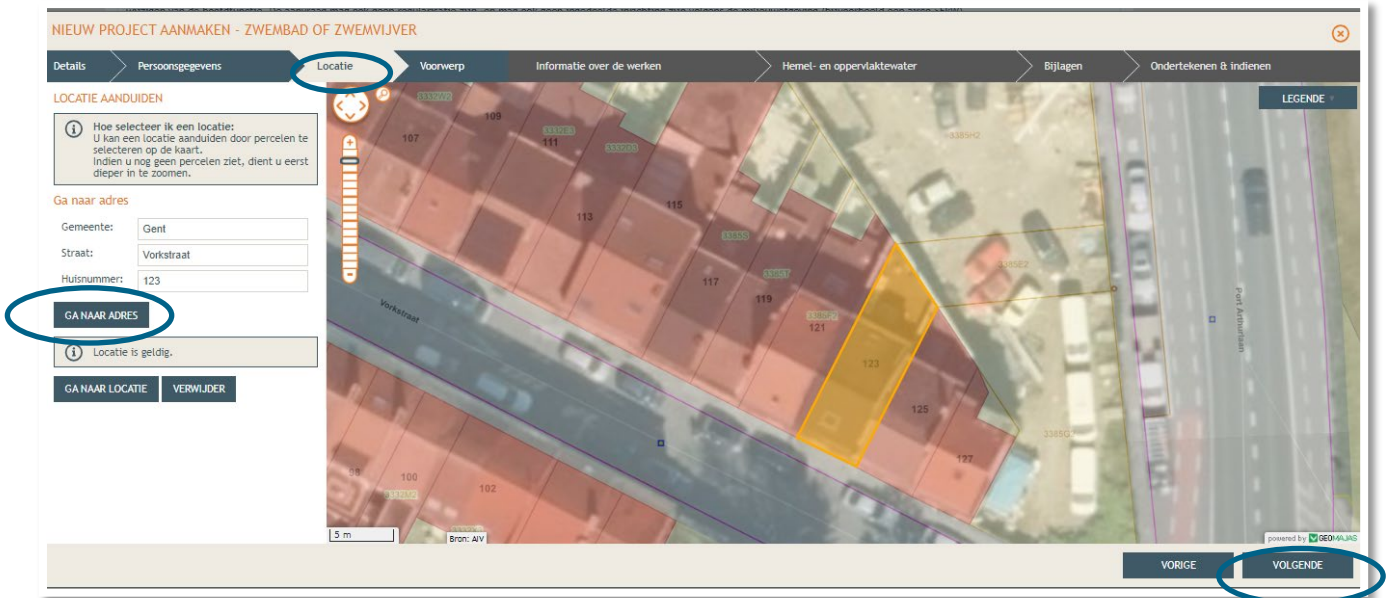 NIEUW PROJECT AANMAKEN - ZWEMBAD OF ZWEMVIJVER
Details
Persoonsgegevens
Locatie
Voorwerp
Informatie over de werken
Hemel- en oppervlaktewater
Bijlagen
Ondertekenen & indienen
LOCATIE AANDUIDEN
Hoe selecteer ik een locatie:
U kan een locatie aanduiden door percelen te
selecteren op de kaart.
Indien u nog geen percelen ziet, dient u eerst
dieper in te zoomen.
Ga naar adres
Gemeente: Gent
Straat: Vorkstraat
Huisnummer: 123
GA NAAR ADRES
Locatie is geldig.
GA NAAR LOCATIE
VERWIJDER
LEGENDE
107
109
111
113
115
117
119
121
123
125
127
98
100
102
3385H2
3385E2
3385S
Vorkstraat
Port Arthurlaan
5 m
Bron: AIV
powered by GEOMAJAS
VORIGE
VOLGENDE